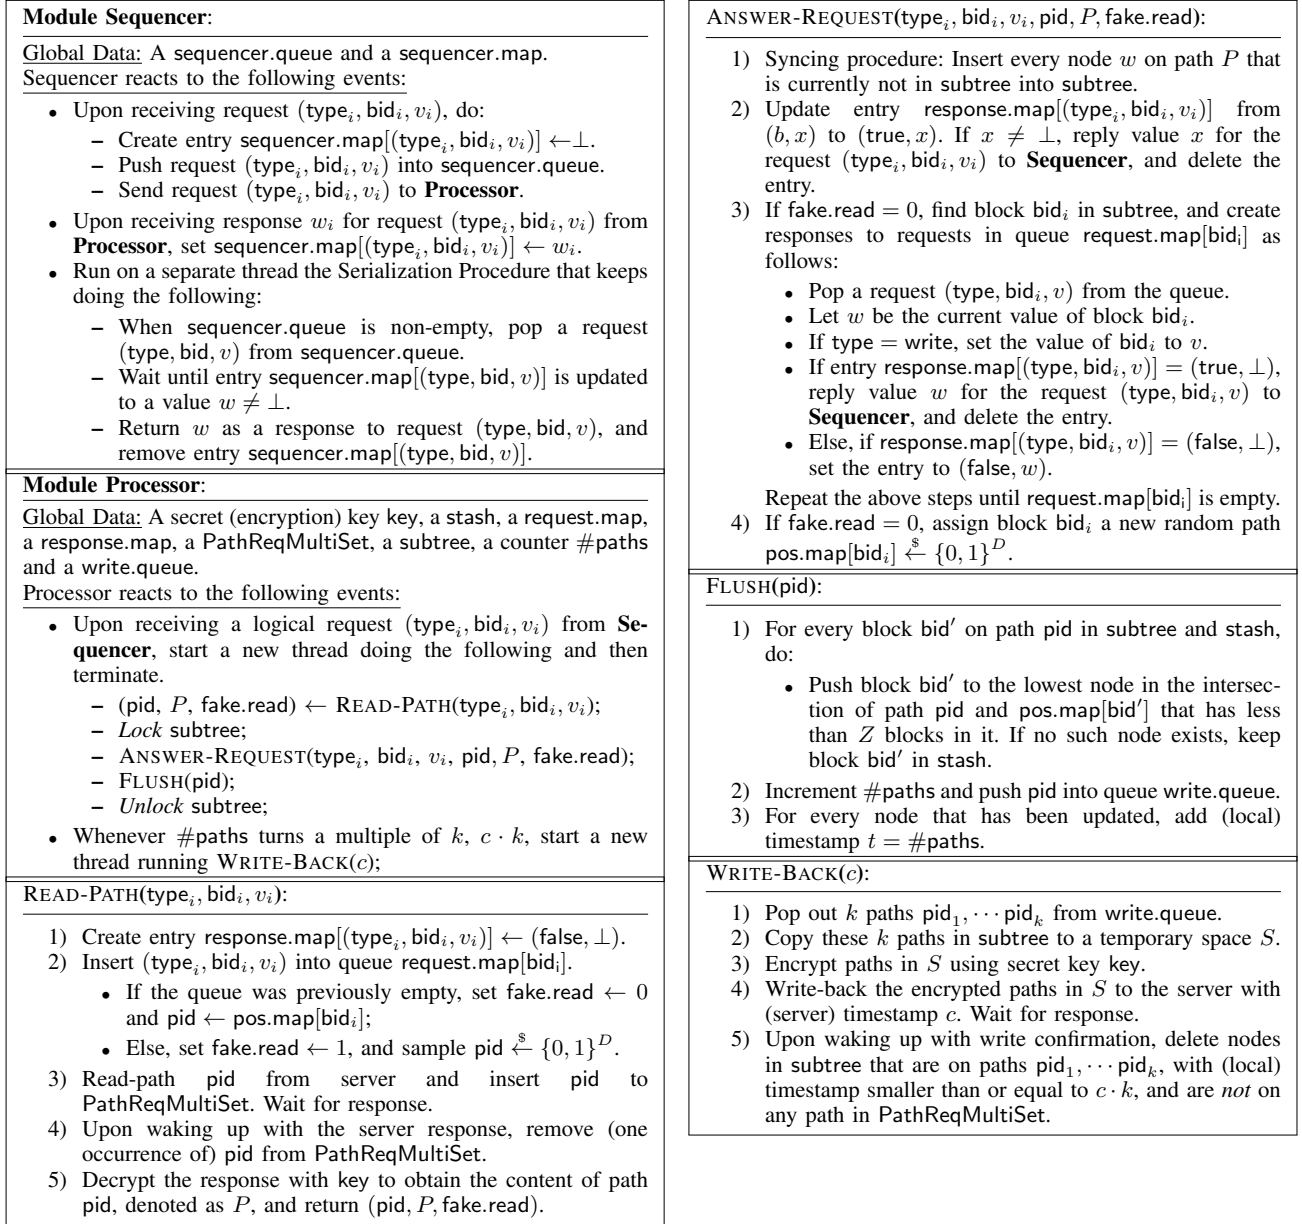 Module Sequencer:
Global Data: A sequencer.queue and a sequencer.map.
Sequencer reacts to the following events:
• Upon receiving request (type_i, bid_i, v_i), do:
– Create entry sequencer.map[(type_i, bid_i, v_i)] ←⊥.
– Push request (type_i, bid_i, v_i) into sequencer.queue.
– Send request (type_i, bid_i, v_i) to Processor.
• Upon receiving response w_i for request (type_i, bid_i, v_i) from
Processor, set sequencer.map[(type_i, bid_i, v_i)] ← w_i.
• Run on a separate thread the Serialization Procedure that keeps
doing the following:
– When sequencer.queue is non-empty, pop a request
(type, bid, v) from sequencer.queue.
– Wait until entry sequencer.map[(type, bid, v)] is updated
to a value w ≠ ⊥.
– Return w as a response to request (type, bid, v), and
remove entry sequencer.map[(type, bid, v)].
Module Processor:
Global Data: A secret (encryption) key key, a stash, a request.map,
a response.map, a PathReqMultiSet, a subtree, a counter #paths
and a write.queue.
Processor reacts to the following events:
• Upon receiving a logical request (type_i, bid_i, v_i) from Se-
quencer, start a new thread doing the following and then
terminate.
– (pid, P, fake.read) ← READ-PATH(type_i, bid_i, v_i);
– Lock subtree;
– ANSWER-REQUEST(type_i, bid_i, v_i, pid, P, fake.read);
– FLUSH(pid);
– Unlock subtree;
• Whenever #paths turns a multiple of k, c · k, start a new
thread running WRITE-BACK(c);
READ-PATH(type_i, bid_i, v_i):
1) Create entry response.map[(type_i, bid_i, v_i)] ← (false, ⊥).
2) Insert (type_i, bid_i, v_i) into queue request.map[bid_i].
• If the queue was previously empty, set fake.read ← 0
and pid ← pos.map[bid_i];
• Else, set fake.read ← 1, and sample pid ←$ {0, 1}^D.
3) Read-path pid from server and insert pid to
PathReqMultiSet. Wait for response.
4) Upon waking up with the server response, remove (one
occurrence of) pid from PathReqMultiSet.
5) Decrypt the response with key to obtain the content of path
pid, denoted as P, and return (pid, P, fake.read).
ANSWER-REQUEST(type_i, bid_i, v_i, pid, P, fake.read):
1) Syncing procedure: Insert every node w on path P that
is currently not in subtree into subtree.
2) Update entry response.map[(type_i, bid_i, v_i)] from
(b, x) to (true, x). If x ≠ ⊥, reply value x for the
request (type_i, bid_i, v_i) to Sequencer, and delete the
entry.
3) If fake.read = 0, find block bid_i in subtree, and create
responses to requests in queue request.map[bid_i] as
follows:
• Pop a request (type, bid_i, v) from the queue.
• Let w be the current value of block bid_i.
• If type = write, set the value of bid_i to v.
• If entry response.map[(type, bid_i, v)] = (true, ⊥),
reply value w for the request (type, bid_i, v) to
Sequencer, and delete the entry.
• Else, if response.map[(type, bid_i, v)] = (false, ⊥),
set the entry to (false, w).
Repeat the above steps until request.map[bid_i] is empty.
4) If fake.read = 0, assign block bid_i a new random path
pos.map[bid_i] ←$ {0, 1}^D.
FLUSH(pid):
1) For every block bid′ on path pid in subtree and stash,
do:
• Push block bid′ to the lowest node in the intersec-
tion of path pid and pos.map[bid′] that has less
than Z blocks in it. If no such node exists, keep
block bid′ in stash.
2) Increment #paths and push pid into queue write.queue.
3) For every node that has been updated, add (local)
timestamp t = #paths.
WRITE-BACK(c):
1) Pop out k paths pid_1, ··· pid_k from write.queue.
2) Copy these k paths in subtree to a temporary space S.
3) Encrypt paths in S using secret key key.
4) Write-back the encrypted paths in S to the server with
(server) timestamp c. Wait for response.
5) Upon waking up with write confirmation, delete nodes
in subtree that are on paths pid_1, ··· pid_k, with (local)
timestamp smaller than or equal to c · k, and are not on
any path in PathReqMultiSet.